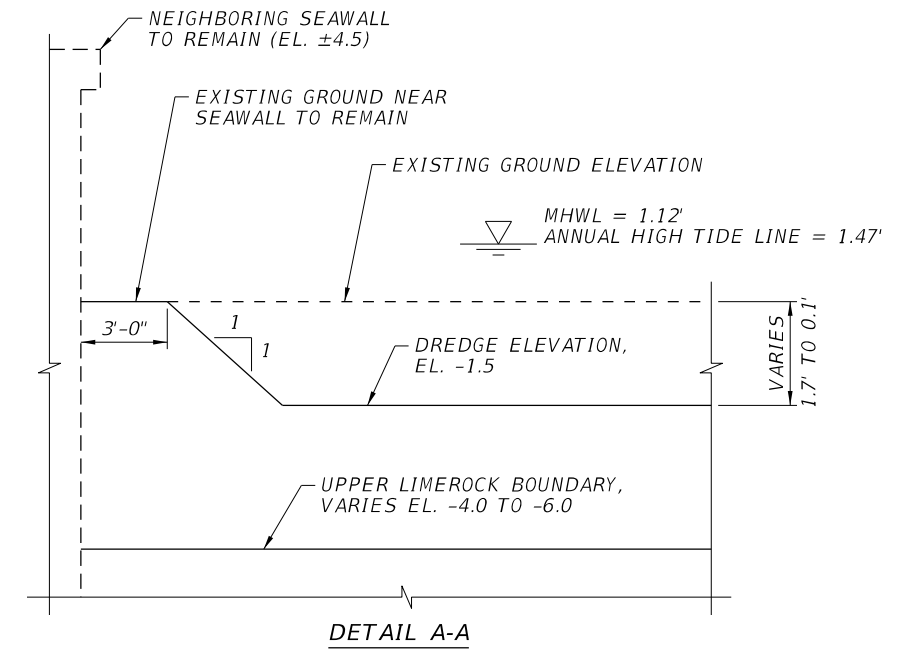 NEIGHBORING SEAWALL
TO REMAIN (EL. ±4.5)
EXISTING GROUND NEAR
SEAWALL TO REMAIN
EXISTING GROUND ELEVATION
MHWL = 1.12'
ANNUAL HIGH TIDE LINE = 1.47'
3'-0"
1
1
DREDGE ELEVATION,
EL. -1.5
VARIES
1.7' TO 0.1'
UPPER LIMEROCK BOUNDARY,
VARIES EL. -4.0 TO -6.0
DETAIL A-A